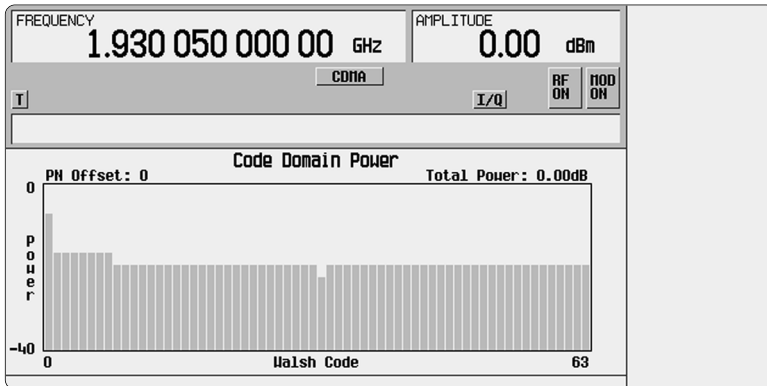 FREQUENCY
1.930 050 000 00 GHz
AMPLITUDE
0.00 dBm
CDMA
T
I/Q
RF ON
MOD ON
Code Domain Power
PN Offset: 0
Total Power: 0.00dB
0
Power
-40
0
Walsh Code
63